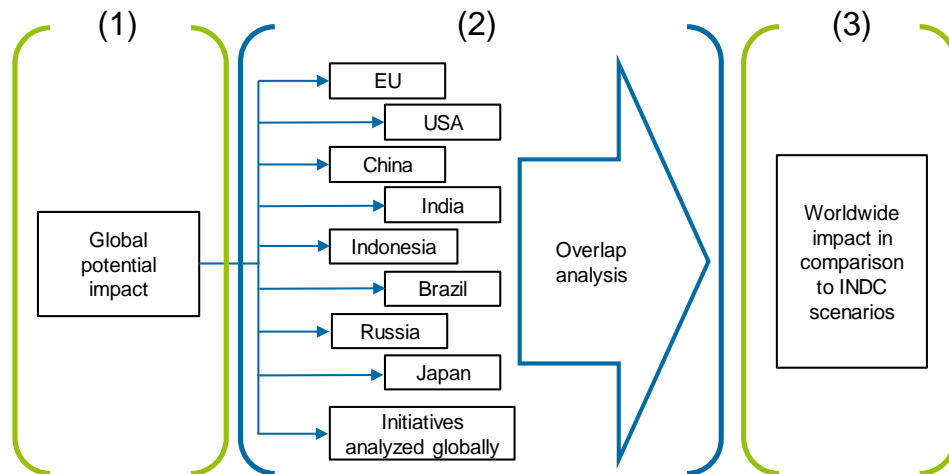 (1)
(2)
(3)
Global
potential
impact
EU
USA
China
India
Indonesia
Brazil
Russia
Japan
Initiatives
analyzed globally
Overlap
analysis
Worldwide
impact in
comparison
to INDC
scenarios